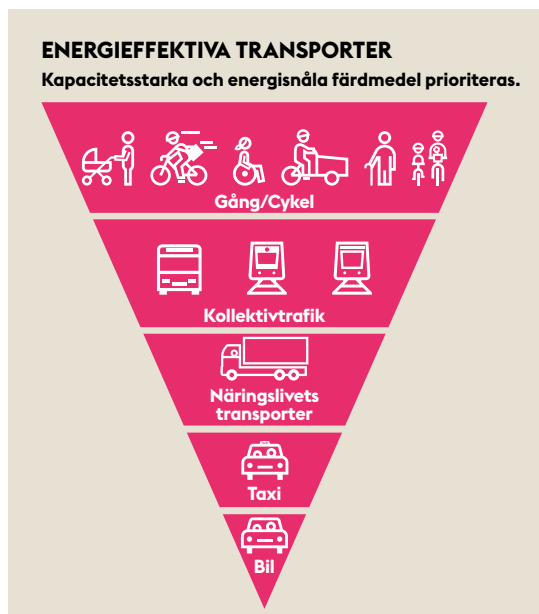 ENERGIEFFEKTIVA TRANSPORTER
Kapacitetsstarka och energisnåla färdmedel prioriteras.
Gång/Cykel
Kollektivtrafik
Näringslivets
transporter
Taxi
Bil